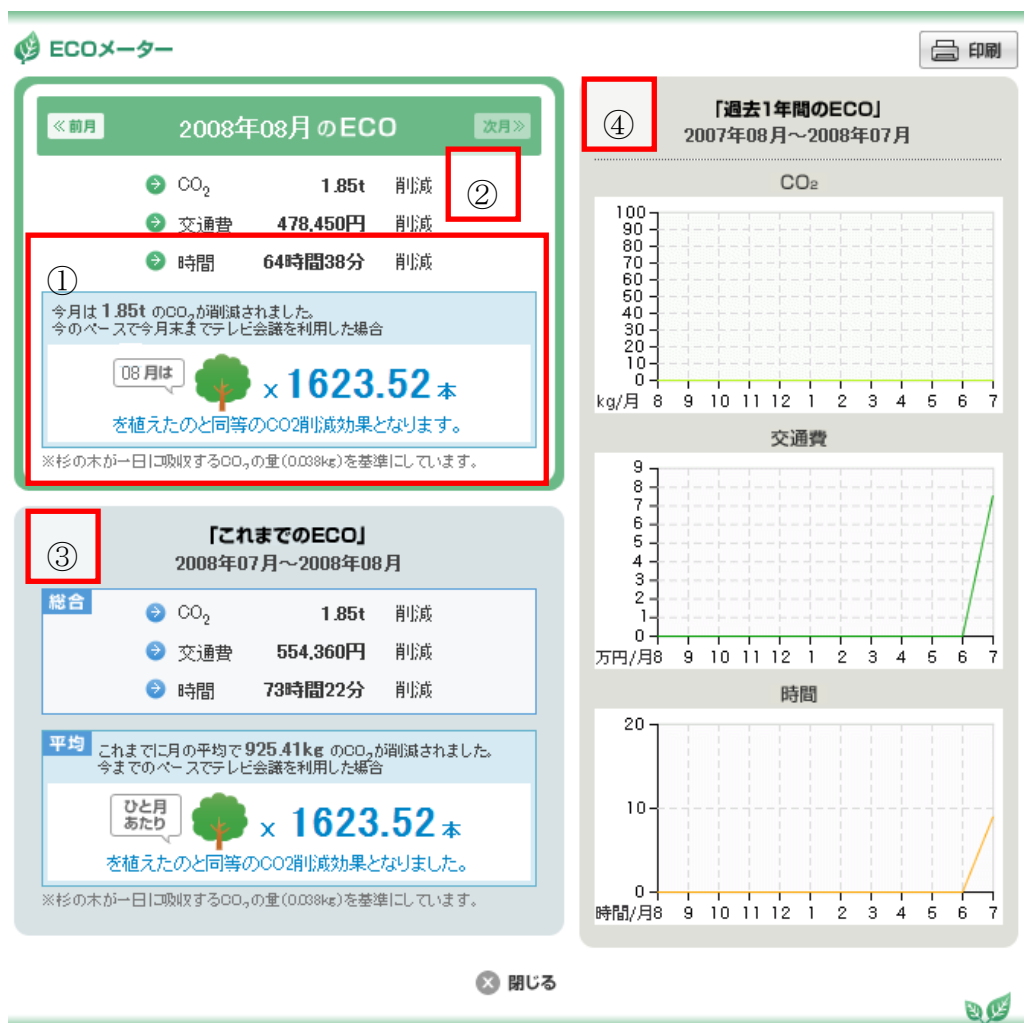 ECOメーター
印刷
≪前月
2008年08月のECO
次月≫
②
CO₂ 1.85t 削減
交通費 478,450円 削減
時間 64時間38分 削減
①
今月は 1.85t のCO₂が削減されました。
今のペースで今月末までテレビ会議を利用した場合
08月は
× 1623.52 本
を植えたのと同等のCO2削減効果となります。
※杉の木が一日に吸収するCO₂の量(0.038kg)を基準にしています。
③
「これまでのECO」
2008年07月～2008年08月
総合
CO₂ 1.85t 削減
交通費 554,360円 削減
時間 73時間22分 削減
平均
これまでに月の平均で 925.41kg のCO₂が削減されました。
今までのペースでテレビ会議を利用した場合
ひと月
あたり
× 1623.52 本
を植えたのと同等のCO2削減効果となりました。
※杉の木が一日に吸収するCO₂の量(0.038kg)を基準にしています。
④
「過去1年間のECO」
2007年08月～2008年07月
CO₂
100
90
80
70
60
50
40
30
20
10
0
kg/月 8 9 10 11 12 1 2 3 4 5 6 7
交通費
9
8
7
6
5
4
3
2
1
0
万円/月8 9 10 11 12 1 2 3 4 5 6 7
時間
20
10
0
時間/月8 9 10 11 12 1 2 3 4 5 6 7
閉じる